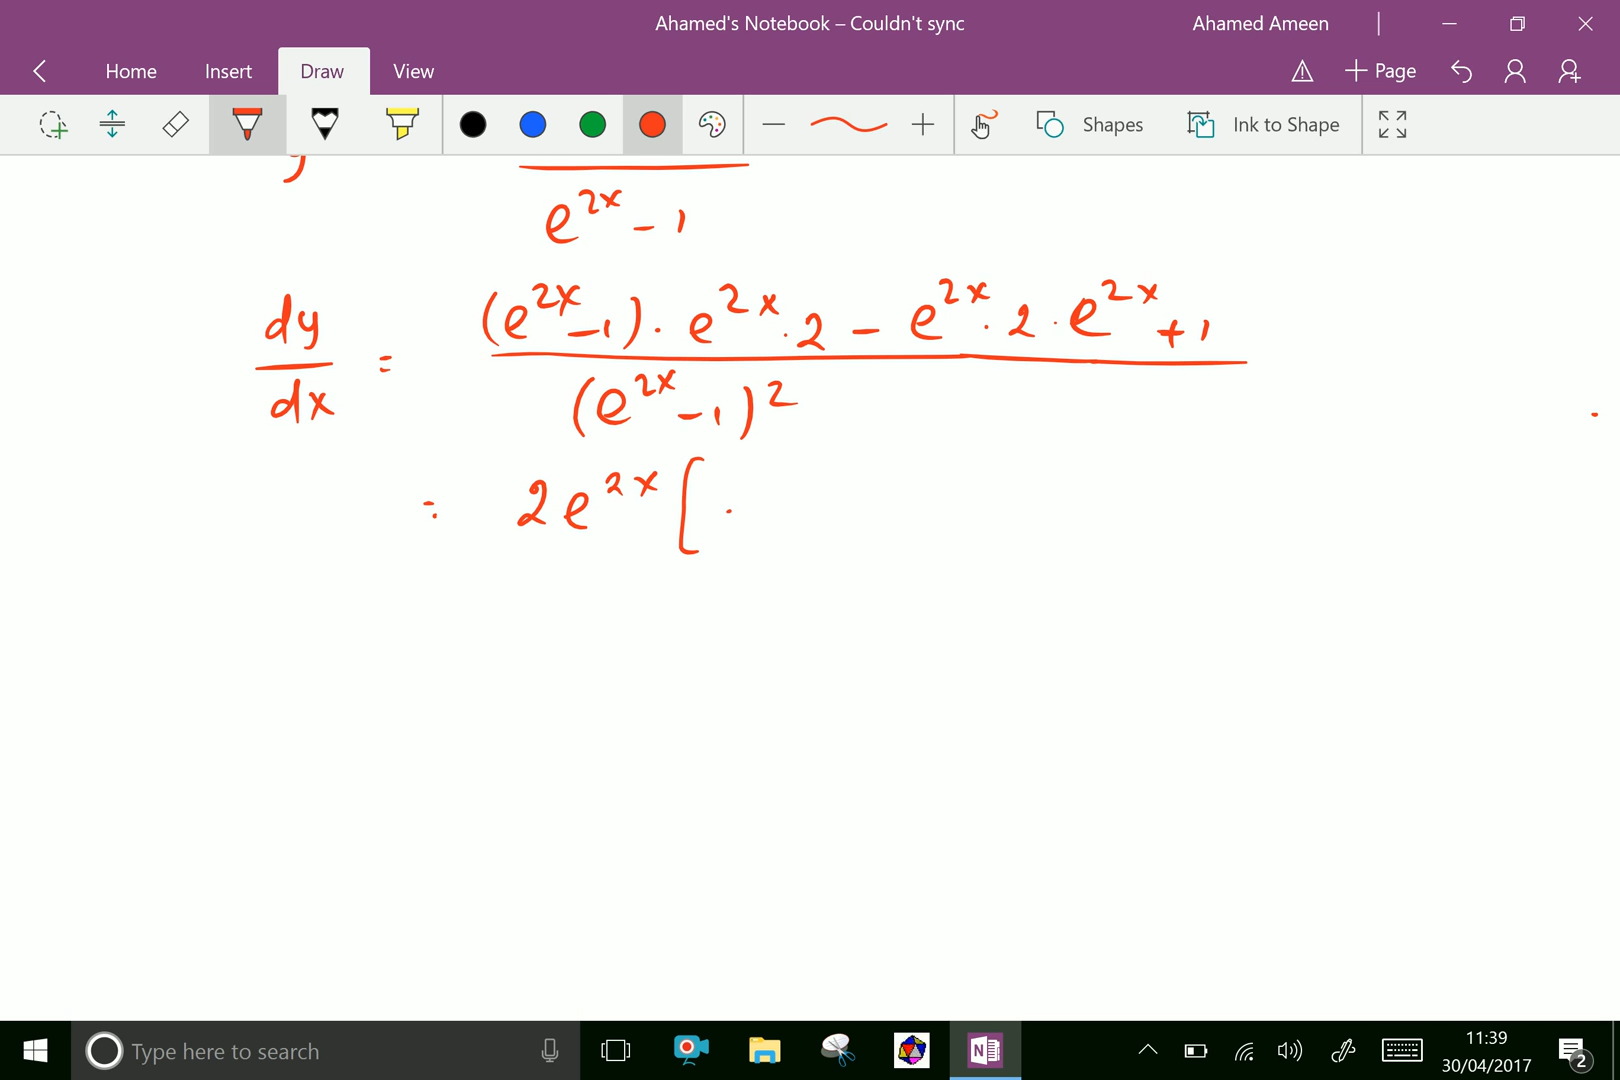 Ahamed's Notebook – Couldn't sync
Ahamed Ameen
Home Insert Draw View
Page
Shapes
Ink to Shape
y
e^2x - 1
dy/dx = (e^2x - 1) · e^2x · 2 - e^2x · 2 · e^2x + 1
(e^2x - 1)^2
= 2e^2x [
Type here to search
N
11:39
30/04/2017
2